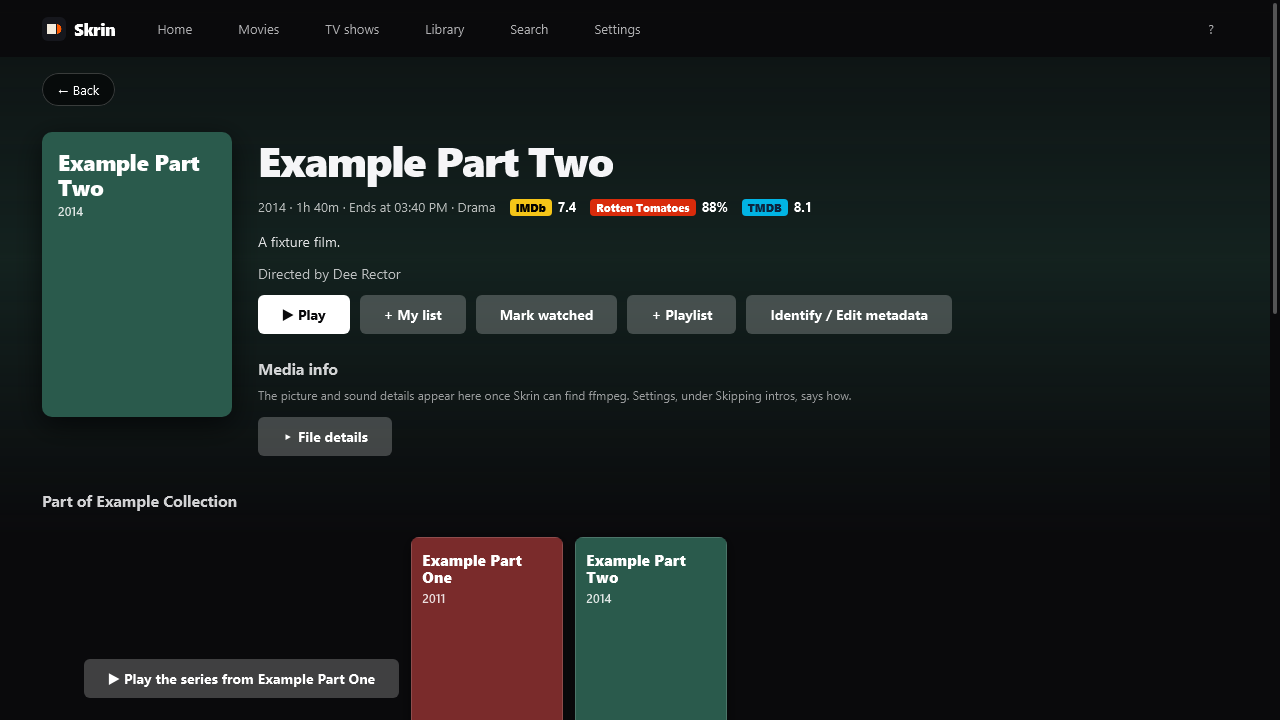 Skrin
Home
Movies
TV shows
Library
Search
Settings
?
← Back
Example Part
Two
2014
Example Part Two
2014 · 1h 40m · Ends at 03:40 PM · Drama IMDb 7.4 Rotten Tomatoes 88% TMDB 8.1
A fixture film.
Directed by Dee Rector
▶ Play
+ My list
Mark watched
+ Playlist
Identify / Edit metadata
Media info
The picture and sound details appear here once Skrin can find ffmpeg. Settings, under Skipping intros, says how.
▸ File details
Part of Example Collection
▶ Play the series from Example Part One
Example Part
One
2011
Example Part
Two
2014